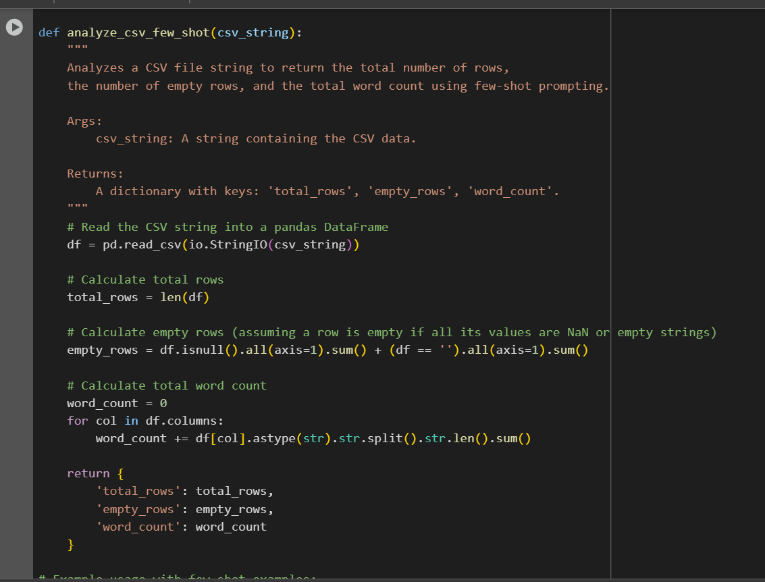 def analyze_csv_few_shot(csv_string):
"""
Analyzes a CSV file string to return the total number of rows,
the number of empty rows, and the total word count using few-shot prompting.
Args:
csv_string: A string containing the CSV data.
Returns:
A dictionary with keys: 'total_rows', 'empty_rows', 'word_count'.
"""
# Read the CSV string into a pandas DataFrame
df = pd.read_csv(io.StringIO(csv_string))
# Calculate total rows
total_rows = len(df)
# Calculate empty rows (assuming a row is empty if all its values are NaN or empty strings)
empty_rows = df.isnull().all(axis=1).sum() + (df == '').all(axis=1).sum()
# Calculate total word count
word_count = 0
for col in df.columns:
word_count += df[col].astype(str).str.split().str.len().sum()
return {
'total_rows': total_rows,
'empty_rows': empty_rows,
'word_count': word_count
}
# Example usage with few-shot examples: